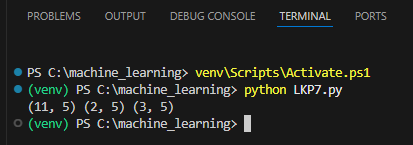 PROBLEMS OUTPUT DEBUG CONSOLE TERMINAL PORTS
PS C:\machine_learning> venv\Scripts\Activate.ps1
(venv) PS C:\machine_learning> python LKP7.py
(11, 5) (2, 5) (3, 5)
(venv) PS C:\machine_learning>